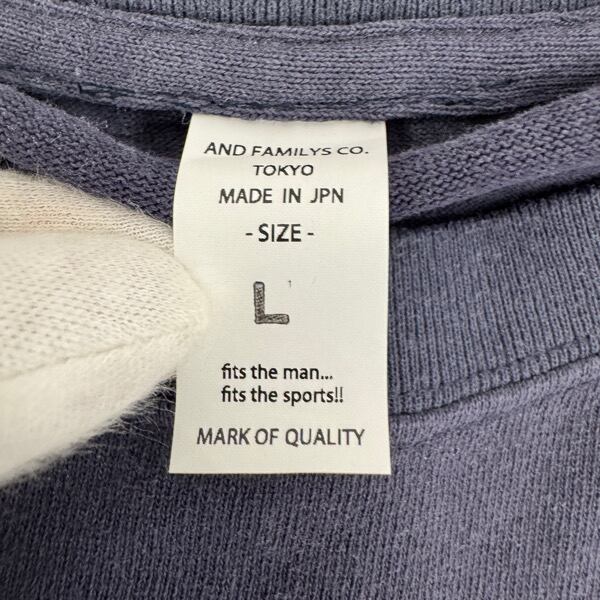 AND FAMILYS CO.
TOKYO
MADE IN JPN
- SIZE -
L
fits the man...
fits the sports!!
MARK OF QUALITY